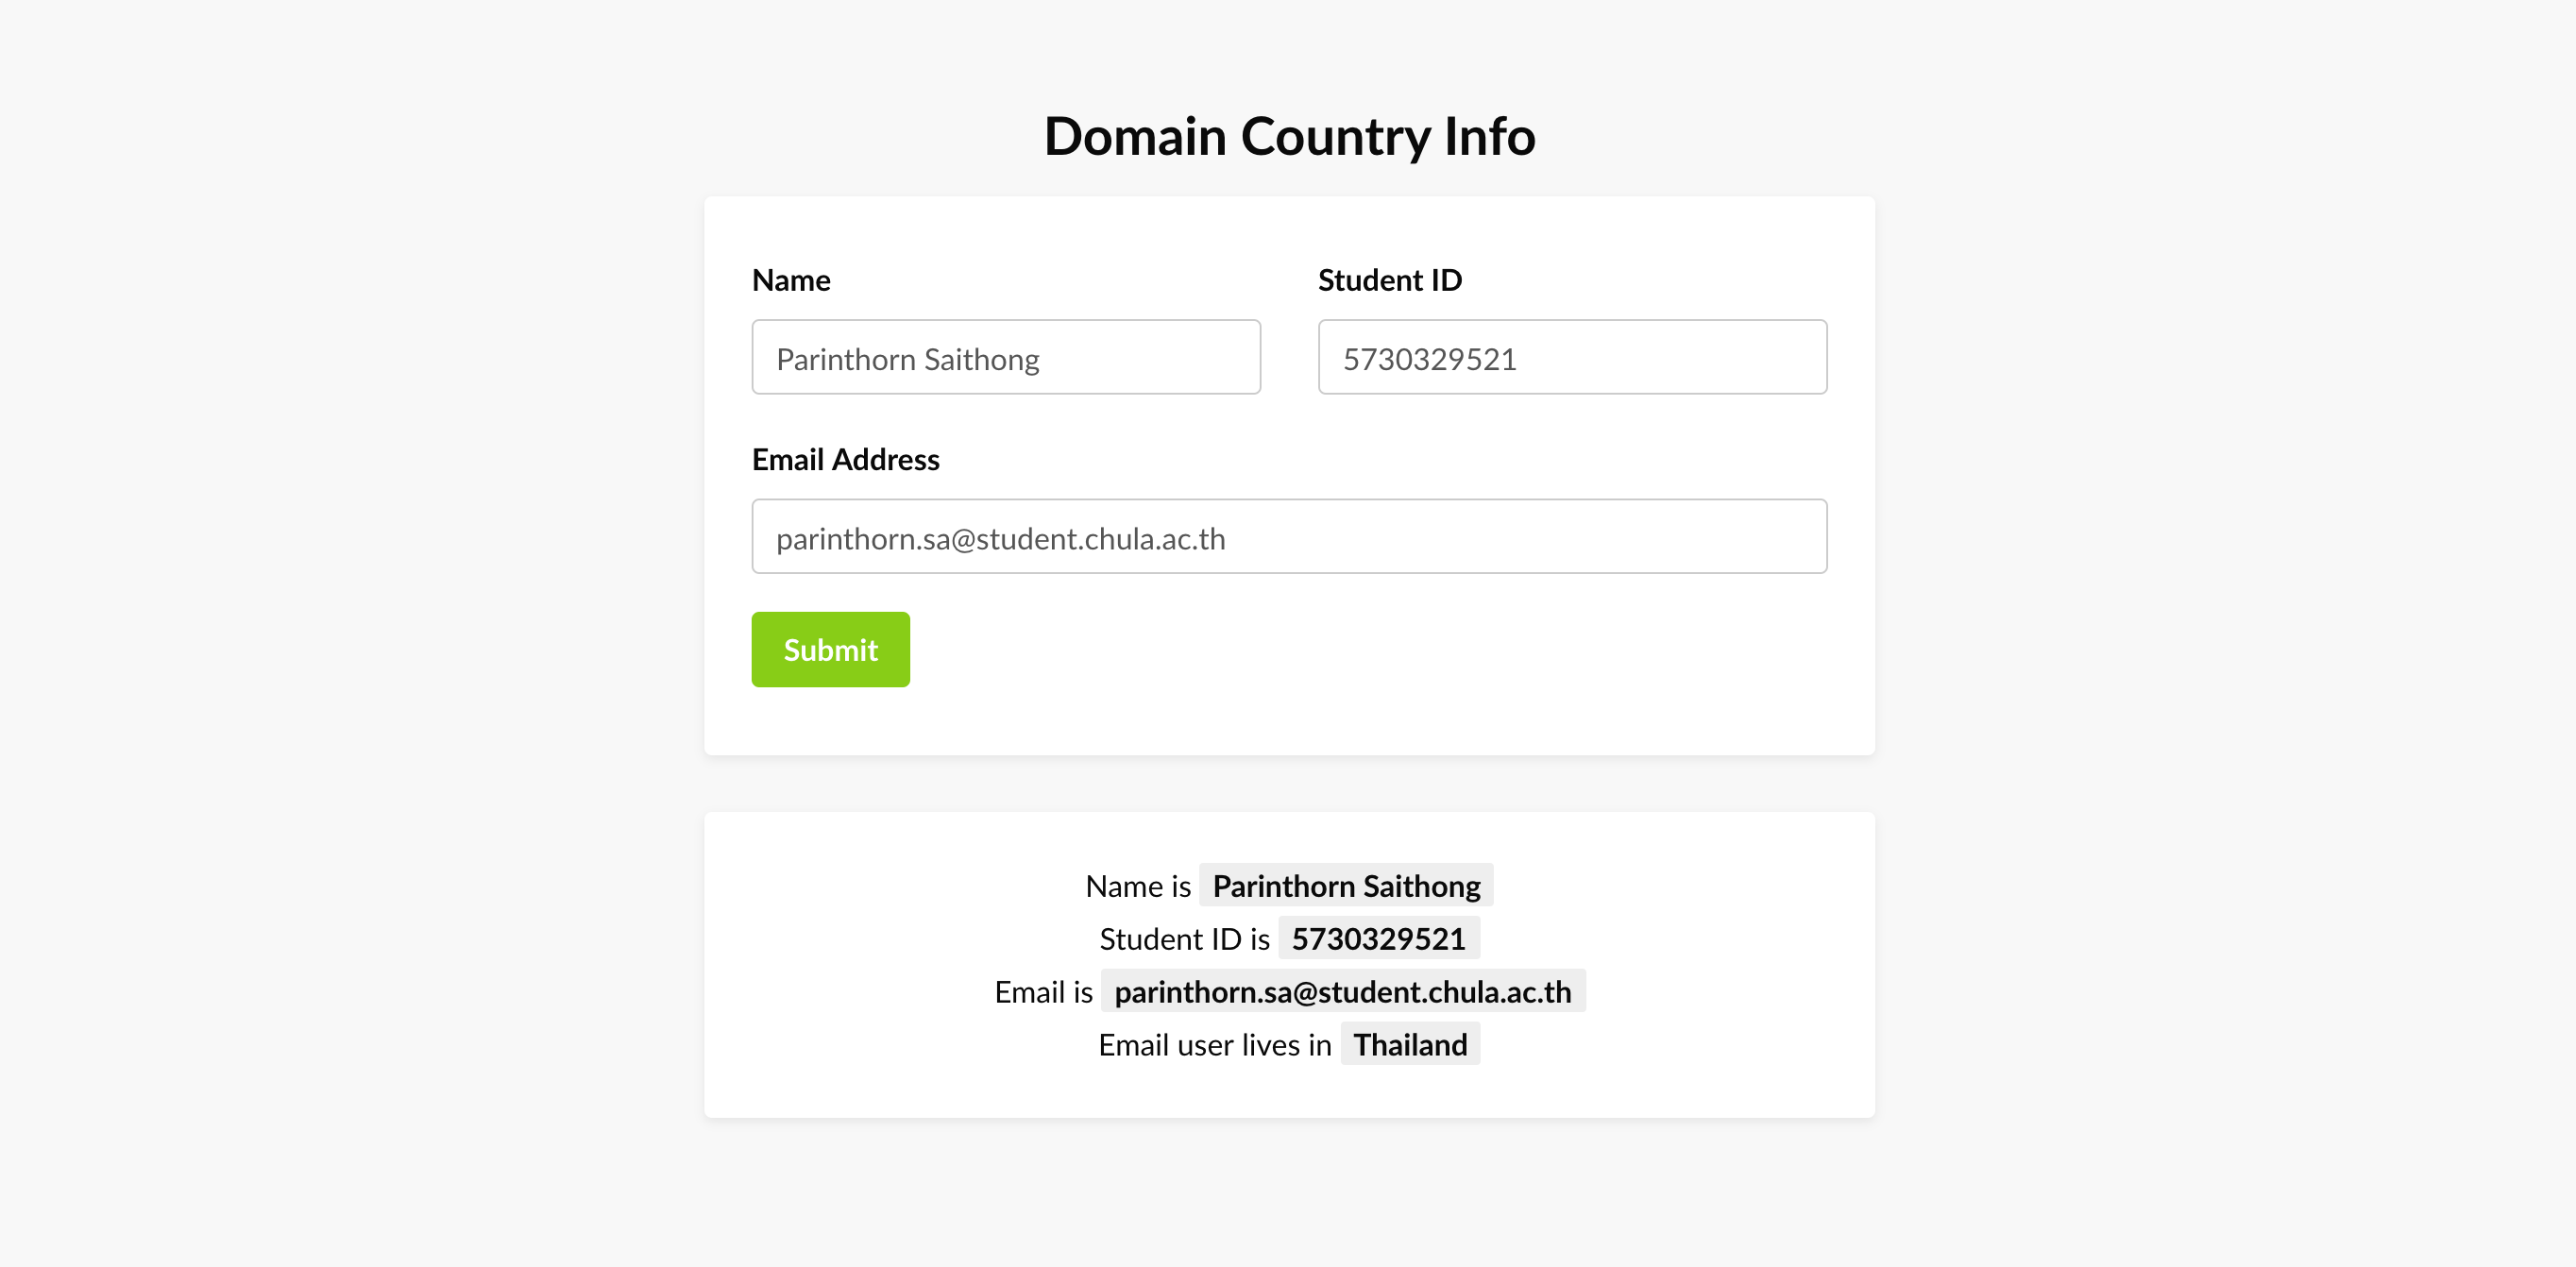 Domain Country Info
Name
Student ID
Parinthorn Saithong
5730329521
Email Address
parinthorn.sa@student.chula.ac.th
Submit
Name is Parinthorn Saithong
Student ID is 5730329521
Email is parinthorn.sa@student.chula.ac.th
Email user lives in Thailand